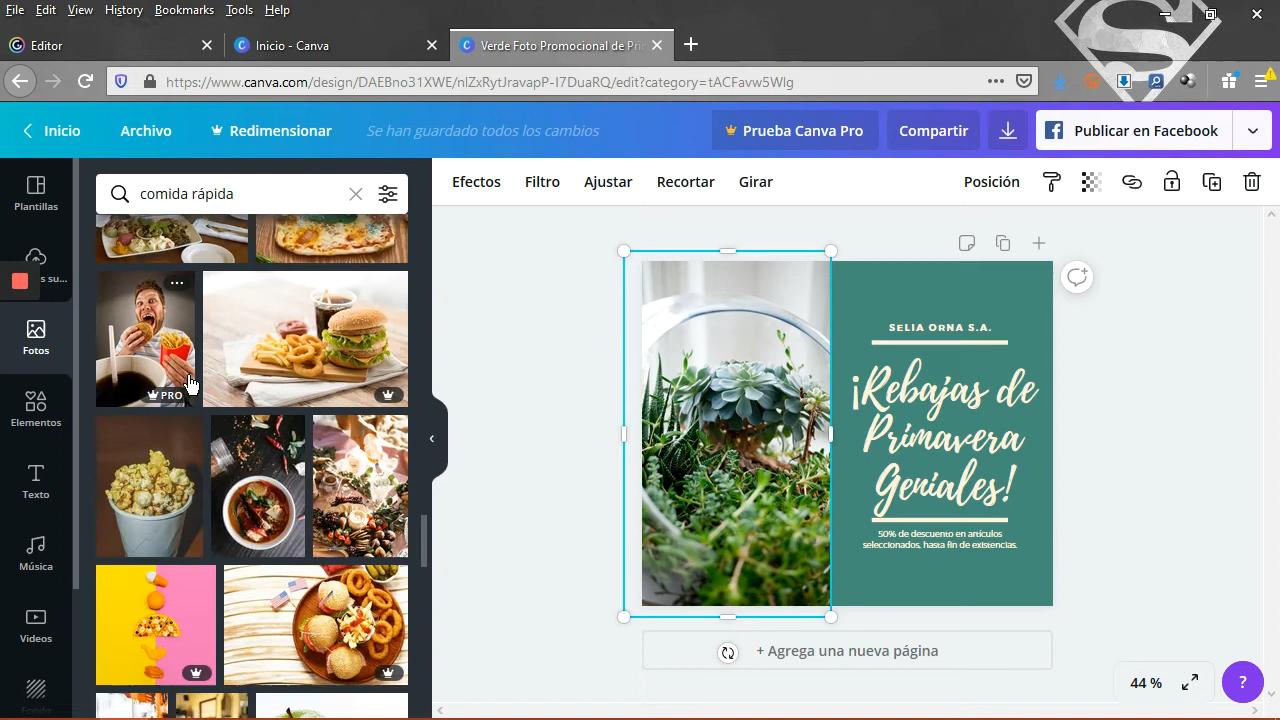 File Edit View History Bookmarks Tools Help
Editor
Inicio - Canva
Verde Foto Promocional de Pri
https://www.canva.com/design/DAEBno31XWE/nlZxRytJravapP-I7DuaRQ/edit?category=tACFavw5Wlg
Inicio
Archivo
Redimensionar
Se han guardado todos los cambios
Prueba Canva Pro
Compartir
Publicar en Facebook
Plantillas
s su...
Fotos
Elementos
Texto
Música
Videos
Fondo
comida rápida
PRO
Efectos
Filtro
Ajustar
Recortar
Girar
Posición
SELIA ORNA S.A.
¡Rebajas de
Primavera
Geniales!
50% de descuento en artículos
seleccionados, hasta fin de existencias.
+ Agrega una nueva página
44 %
?